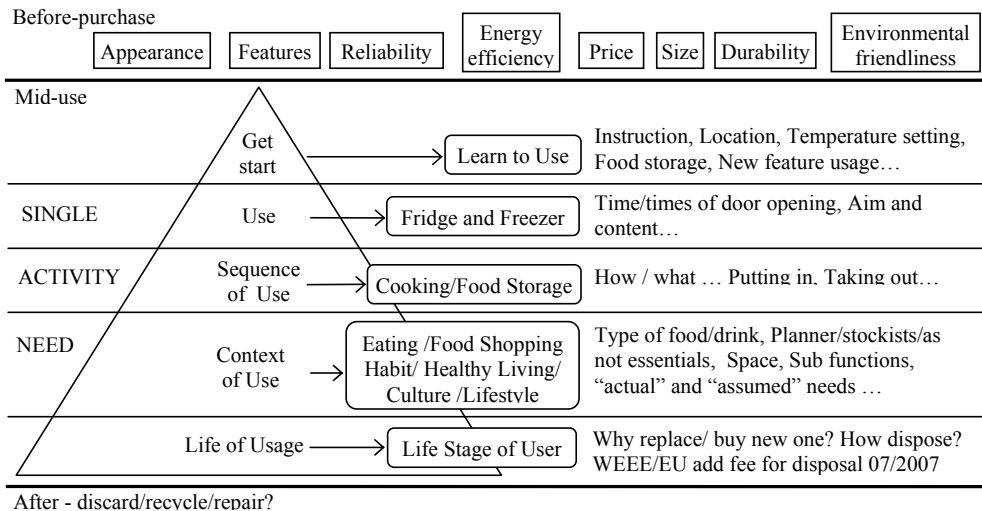 Before-purchase
Appearance
Features
Reliability
Energy
efficiency
Price
Size
Durability
Environmental
friendliness
Mid-use
Get
start
Learn to Use
Instruction, Location, Temperature setting,
Food storage, New feature usage…
SINGLE
Use
Fridge and Freezer
Time/times of door opening, Aim and
content…
ACTIVITY
Sequence
of Use
Cooking/Food Storage
How / what … Putting in, Taking out…
NEED
Context
of Use
Eating /Food Shopping
Habit/ Healthy Living/
Culture /Lifestyle
Type of food/drink, Planner/stockists/as
not essentials, Space, Sub functions,
“actual” and “assumed” needs …
Life of Usage
Life Stage of User
Why replace/ buy new one? How dispose?
WEEE/EU add fee for disposal 07/2007
After - discard/recycle/repair?